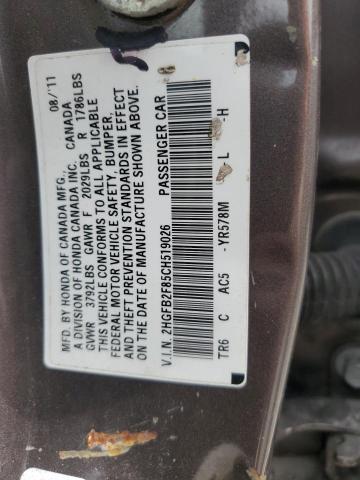 MFD. BY HONDA OF CANADA MFG., 08/'11
A DIVISION OF HONDA CANADA INC. CANADA
GVWR 3792LBS GAWR F 2029LBS R 1786LBS
THIS VEHICLE CONFORMS TO ALL APPLICABLE
FEDERAL MOTOR VEHICLE SAFETY, BUMPER,
AND THEFT PREVENTION STANDARDS IN EFFECT
ON THE DATE OF MANUFACTURE SHOWN ABOVE.
V.I.N. 2HGFB2F85CH519026 PASSENGER CAR
TR6 C AC5 -YR578M -L -H